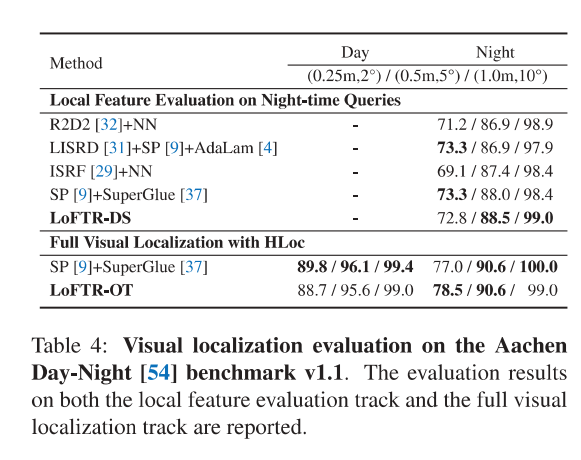 Method Day Night
(0.25m,2°) / (0.5m,5°) / (1.0m,10°)
Local Feature Evaluation on Night-time Queries
R2D2 [32]+NN - 71.2 / 86.9 / 98.9
LISRD [31]+SP [9]+AdaLam [4] - 73.3 / 86.9 / 97.9
ISRF [29]+NN - 69.1 / 87.4 / 98.4
SP [9]+SuperGlue [37] - 73.3 / 88.0 / 98.4
LoFTR-DS - 72.8 / 88.5 / 99.0
Full Visual Localization with HLoc
SP [9]+SuperGlue [37] 89.8 / 96.1 / 99.4 77.0 / 90.6 / 100.0
LoFTR-OT 88.7 / 95.6 / 99.0 78.5 / 90.6 / 99.0
Table 4: Visual localization evaluation on the Aachen
Day-Night [54] benchmark v1.1. The evaluation results
on both the local feature evaluation track and the full visual
localization track are reported.